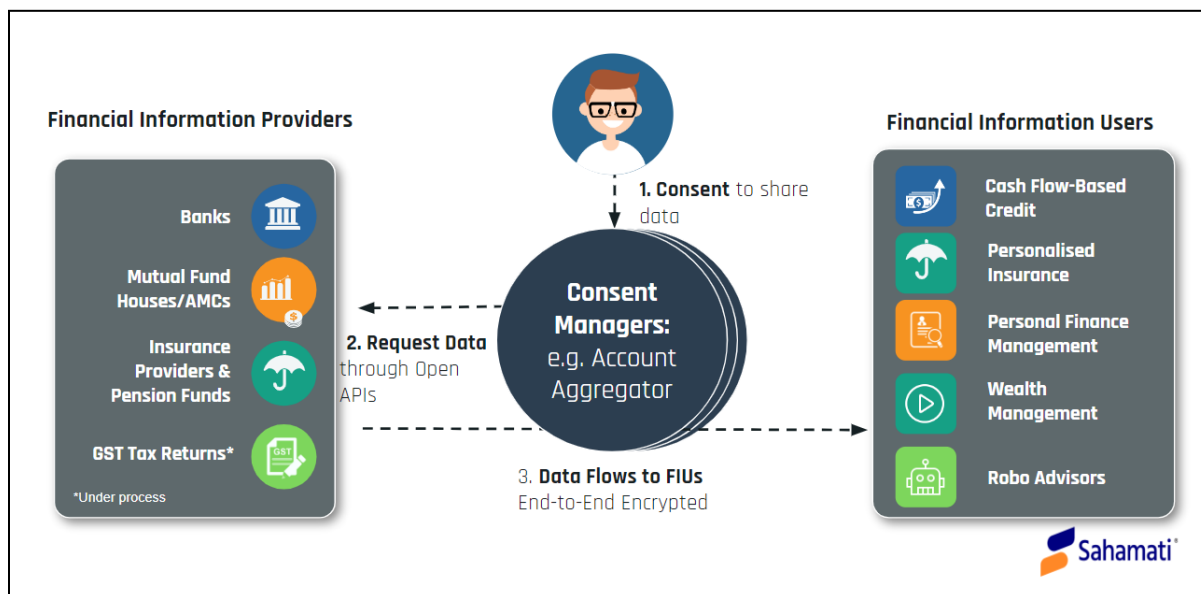 Financial Information Providers
Banks
Mutual Fund
Houses/AMCs
Insurance
Providers &
Pension Funds
GST Tax Returns*
GST
*Under process
1. Consent to share
data
Consent
Managers:
e.g. Account
Aggregator
2. Request Data
through Open
APIs
3. Data Flows to FIUs
End-to-End Encrypted
Financial Information Users
Cash Flow-Based
Credit
Personalised
Insurance
Personal Finance
Management
Wealth
Management
Robo Advisors
Sahamati